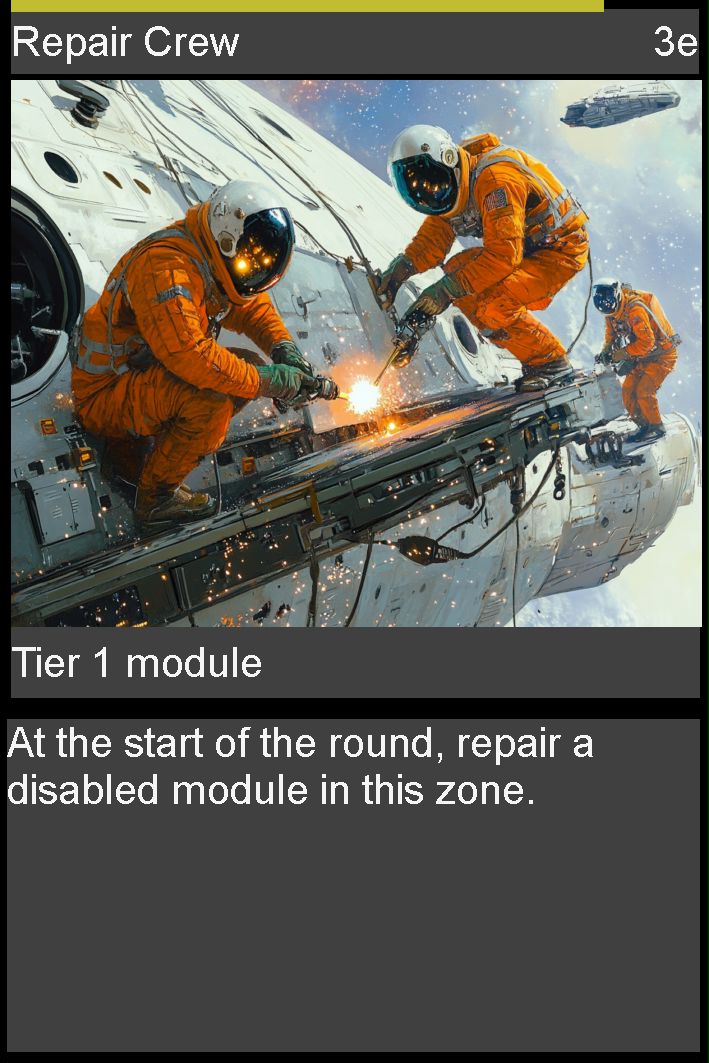 Repair Crew 3e
Tier 1 module
At the start of the round, repair a
disabled module in this zone.